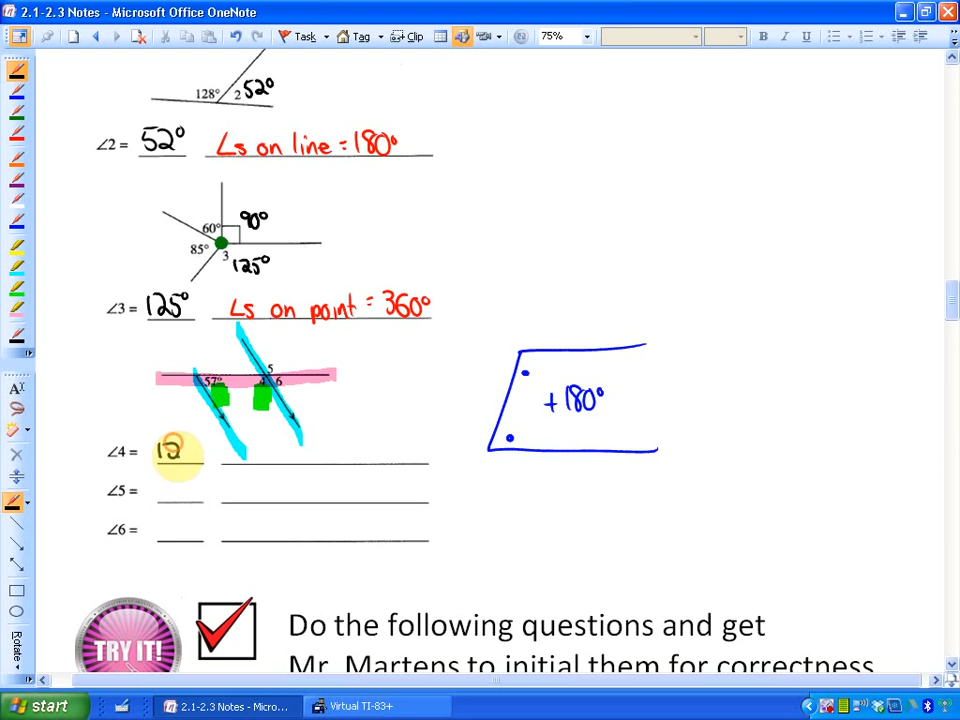 2.1-2.3 Notes - Microsoft Office OneNote
Task
Tag
Clip
75%
B I U
128° 2 52°
∠2 = 52° ∠s on line = 180°
60° 90°
85° 3 125°
∠3 = 125° ∠s on point = 360°
5
57° 4 6
+180°
∠4 = 12
∠5 =
∠6 =
Rotate
TRY IT!
Do the following questions and get
Mr. Martens to initial them for correctness
start
2.1-2.3 Notes - Micro...
Virtual TI-83+